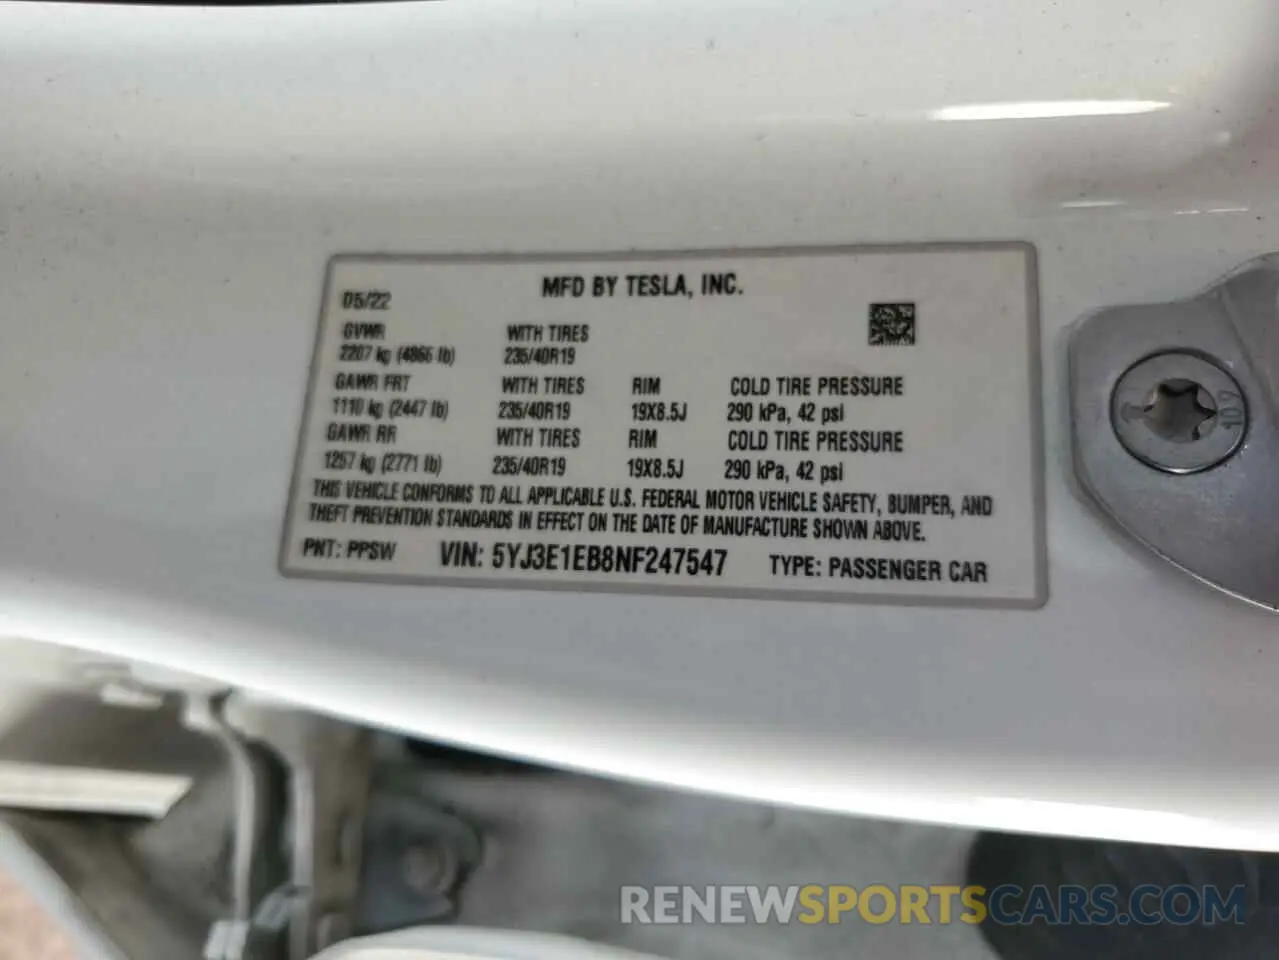 MFD BY TESLA, INC.
05/22
GVWR WITH TIRES
2207 kg (4866 lb) 235/40R19
GAWR FRT WITH TIRES RIM COLD TIRE PRESSURE
1110 kg (2447 lb) 235/40R19 19X8.5J 290 kPa, 42 psi
GAWR RR WITH TIRES RIM COLD TIRE PRESSURE
1257 kg (2771 lb) 235/40R19 19X8.5J 290 kPa, 42 psi
THIS VEHICLE CONFORMS TO ALL APPLICABLE U.S. FEDERAL MOTOR VEHICLE SAFETY, BUMPER, AND
THEFT PREVENTION STANDARDS IN EFFECT ON THE DATE OF MANUFACTURE SHOWN ABOVE.
PNT: PPSW VIN: 5YJ3E1EB8NF247547 TYPE: PASSENGER CAR
109
RENEWSPORTSCARS.COM